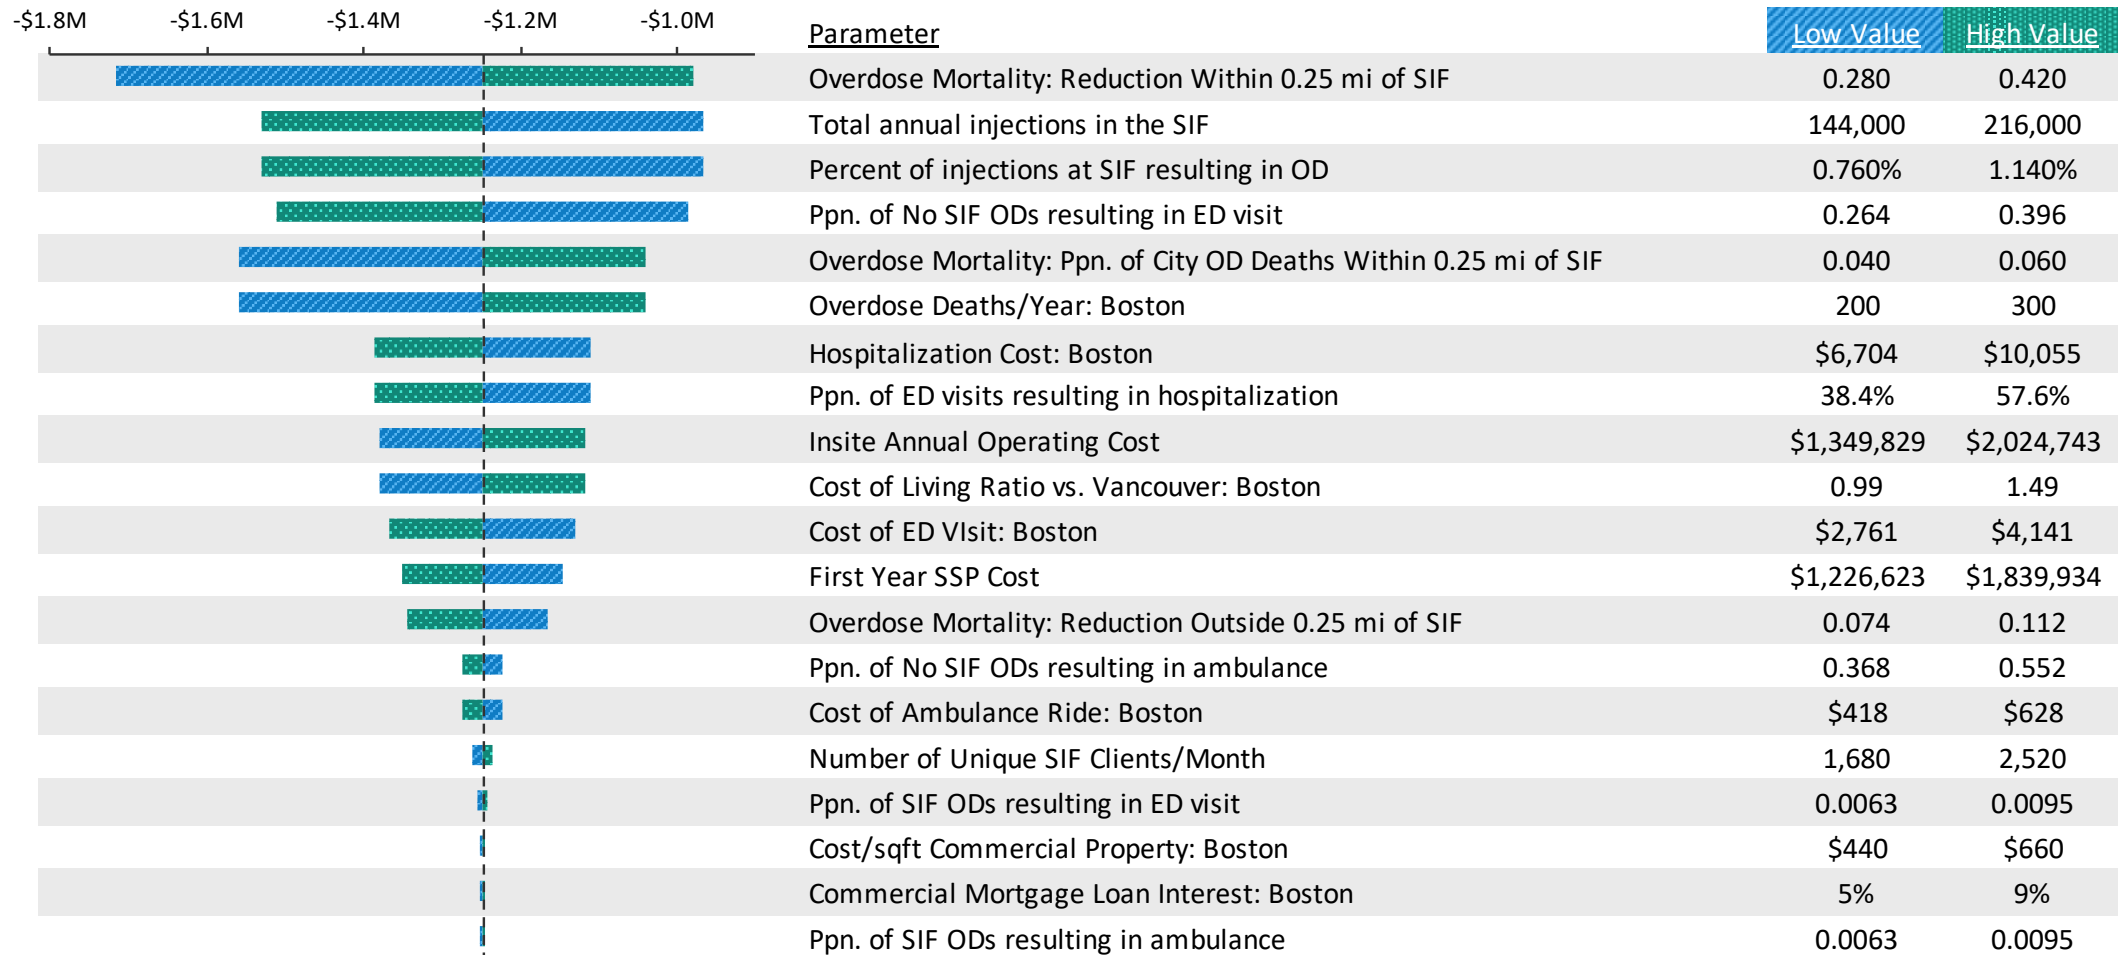 -$1.8M -$1.6M -$1.4M -$1.2M -$1.0M
Parameter Low Value High Value
Overdose Mortality: Reduction Within 0.25 mi of SIF 0.280 0.420
Total annual injections in the SIF 144,000 216,000
Percent of injections at SIF resulting in OD 0.760% 1.140%
Ppn. of No SIF ODs resulting in ED visit 0.264 0.396
Overdose Mortality: Ppn. of City OD Deaths Within 0.25 mi of SIF 0.040 0.060
Overdose Deaths/Year: Boston 200 300
Hospitalization Cost: Boston $6,704 $10,055
Ppn. of ED visits resulting in hospitalization 38.4% 57.6%
Insite Annual Operating Cost $1,349,829 $2,024,743
Cost of Living Ratio vs. Vancouver: Boston 0.99 1.49
Cost of ED VIsit: Boston $2,761 $4,141
First Year SSP Cost $1,226,623 $1,839,934
Overdose Mortality: Reduction Outside 0.25 mi of SIF 0.074 0.112
Ppn. of No SIF ODs resulting in ambulance 0.368 0.552
Cost of Ambulance Ride: Boston $418 $628
Number of Unique SIF Clients/Month 1,680 2,520
Ppn. of SIF ODs resulting in ED visit 0.0063 0.0095
Cost/sqft Commercial Property: Boston $440 $660
Commercial Mortgage Loan Interest: Boston 5% 9%
Ppn. of SIF ODs resulting in ambulance 0.0063 0.0095